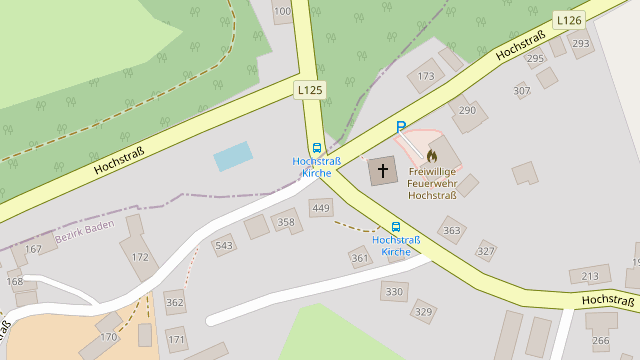 100
L126
Hochstraß
293
295
173
307
L125
290
P
Hochstraß
Hochstraß
Kirche
Freiwillige
Feuerwehr
Hochstraß
449
358
363
Bezirk Baden
543
Hochstraß
Kirche
167
172
361
327
168
213
330
362
Hochstraß
329
170
171
266